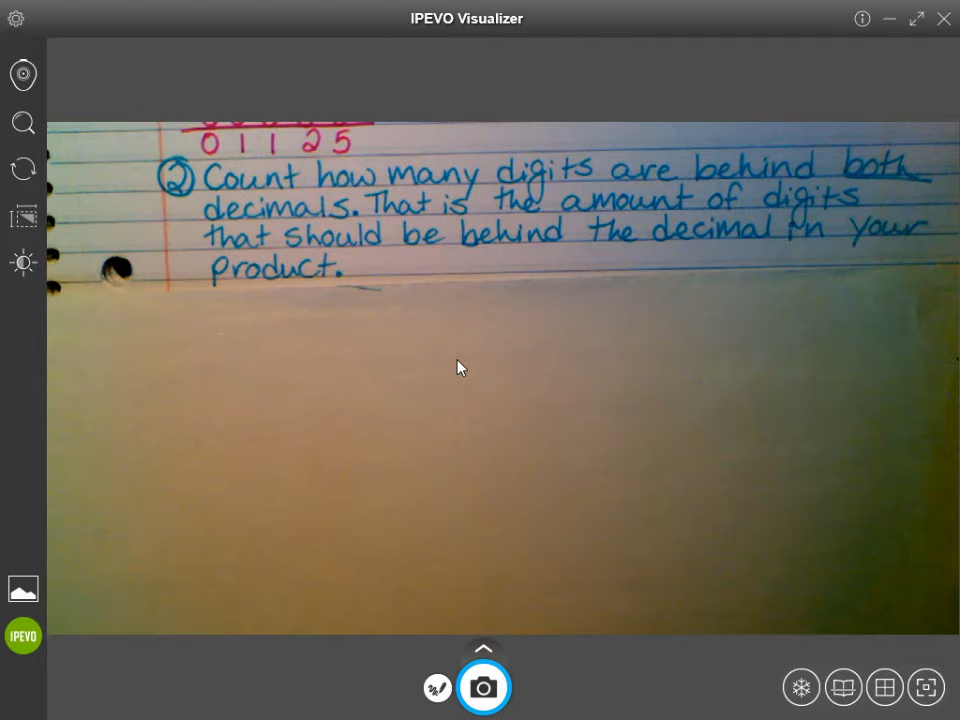 IPEVO Visualizer
0 1 1 2 5
② Count how many digits are behind both
decimals. That is the amount of digits
that should be behind the decimal in your
product.
IPEVO